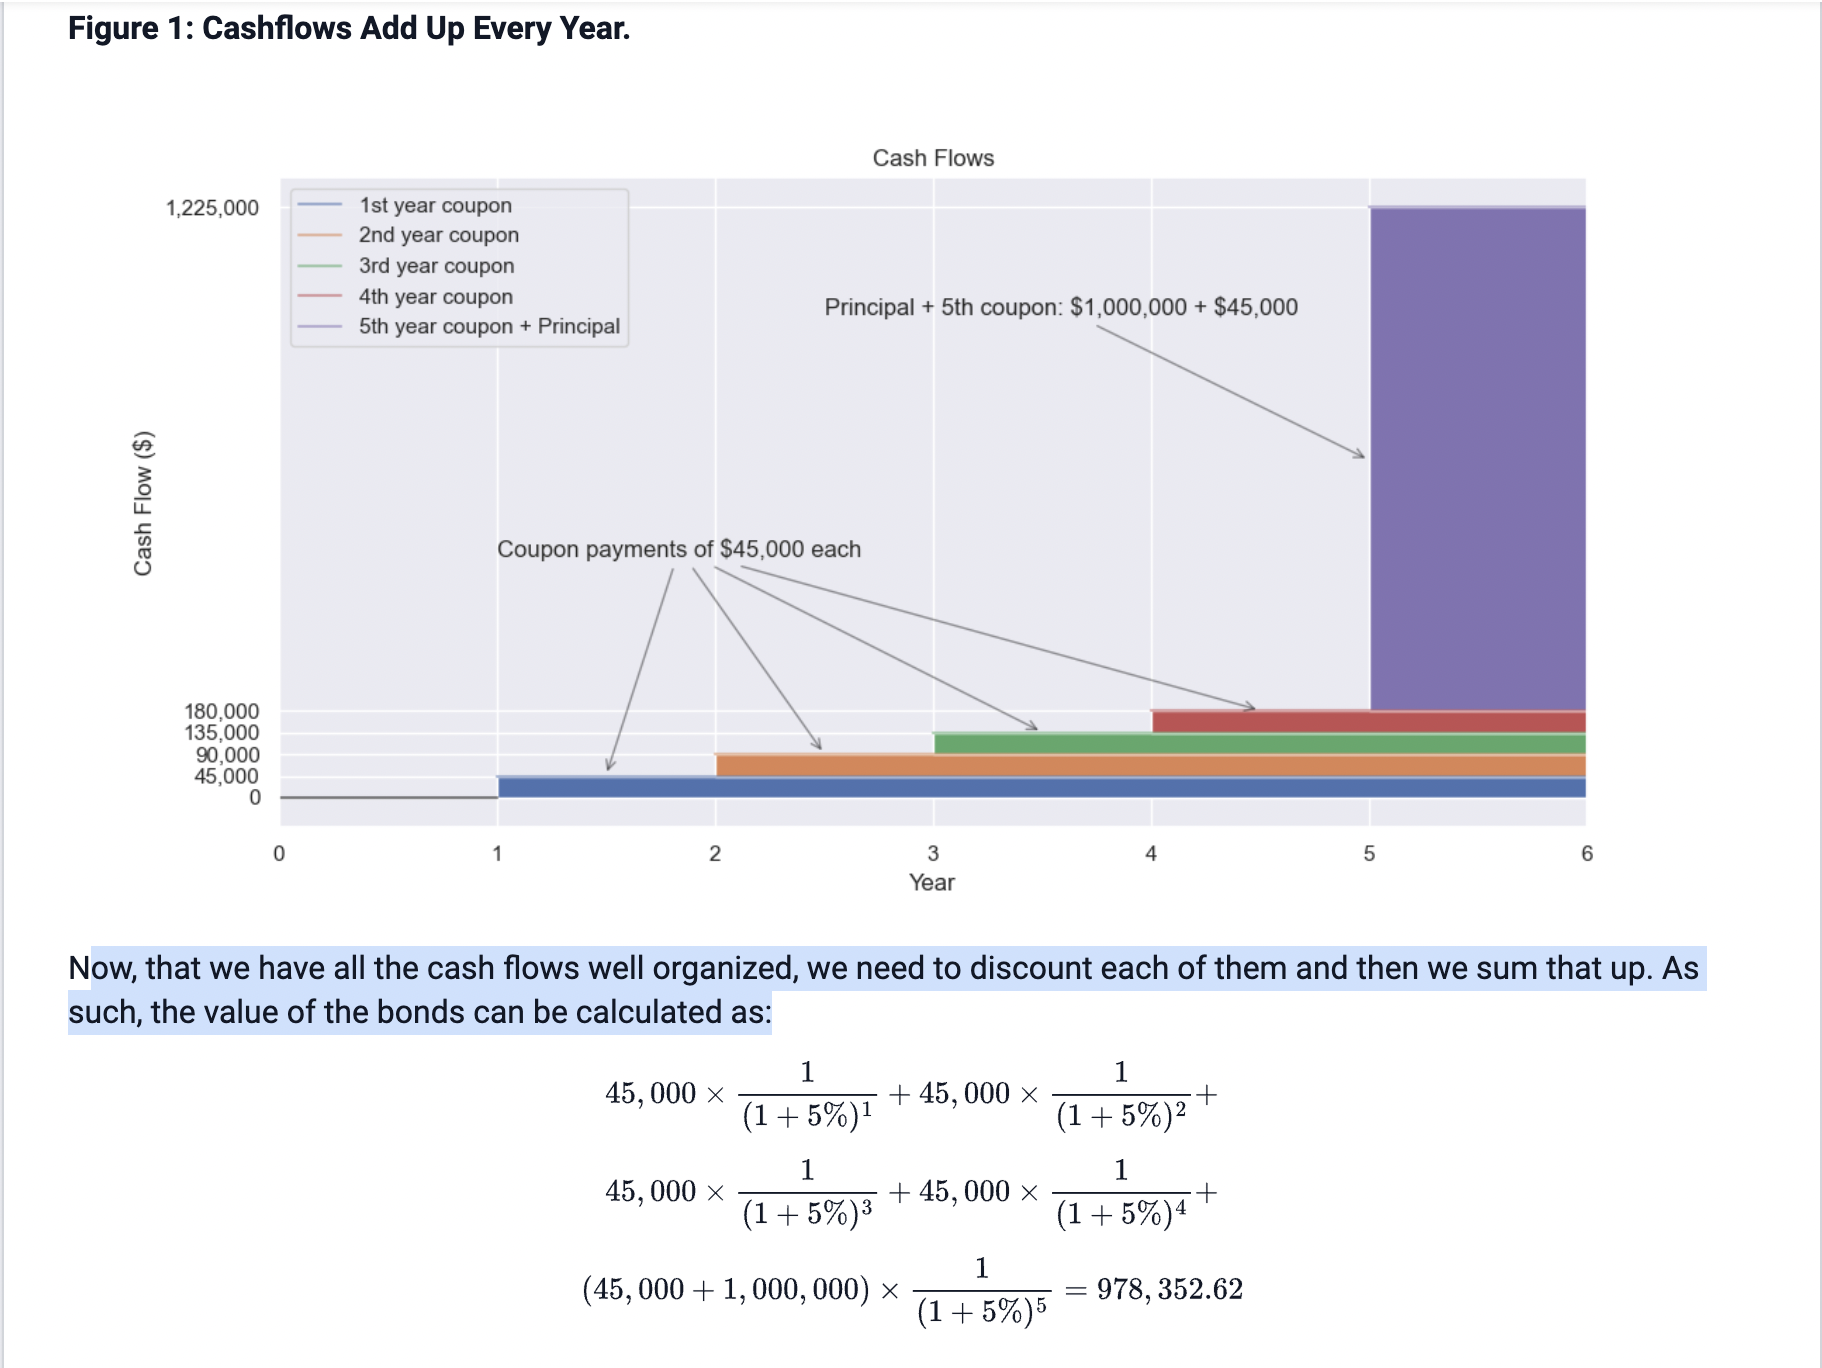 Figure 1: Cashflows Add Up Every Year.
Cash Flows
1,225,000
1st year coupon
2nd year coupon
3rd year coupon
4th year coupon
5th year coupon + Principal
Principal + 5th coupon: $1,000,000 + $45,000
Cash Flow ($)
Coupon payments of $45,000 each
180,000
135,000
90,000
45,000
0
0 1 2 3 4 5 6
Year
Now, that we have all the cash flows well organized, we need to discount each of them and then we sum that up. As
such, the value of the bonds can be calculated as:
45,000 × 1/(1 + 5%)¹ + 45,000 × 1/(1 + 5%)² +
45,000 × 1/(1 + 5%)³ + 45,000 × 1/(1 + 5%)⁴ +
(45,000 + 1,000,000) × 1/(1 + 5%)⁵ = 978,352.62